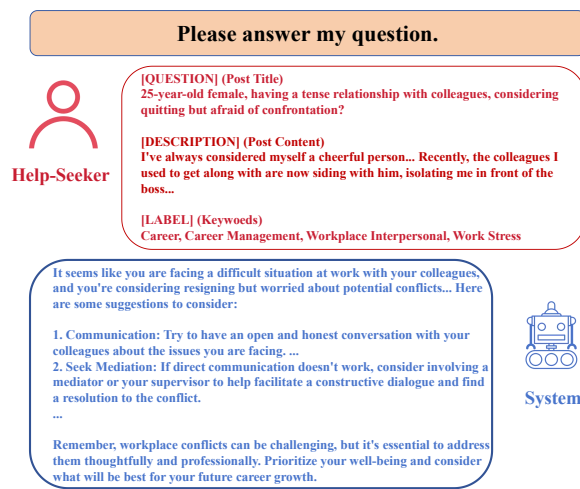 Please answer my question.
[QUESTION] (Post Title)
25-year-old female, having a tense relationship with colleagues, considering
quitting but afraid of confrontation?
[DESCRIPTION] (Post Content)
I've always considered myself a cheerful person... Recently, the colleagues I
used to get along with are now siding with him, isolating me in front of the
boss...
[LABEL] (Keywoeds)
Career, Career Management, Workplace Interpersonal, Work Stress
Help-Seeker
It seems like you are facing a difficult situation at work with your colleagues,
and you're considering resigning but worried about potential conflicts... Here
are some suggestions to consider:
1. Communication: Try to have an open and honest conversation with your
colleagues about the issues you are facing. ...
2. Seek Mediation: If direct communication doesn't work, consider involving a
mediator or your supervisor to help facilitate a constructive dialogue and find
a resolution to the conflict.
...
Remember, workplace conflicts can be challenging, but it's essential to address
them thoughtfully and professionally. Prioritize your well-being and consider
what will be best for your future career growth.
System